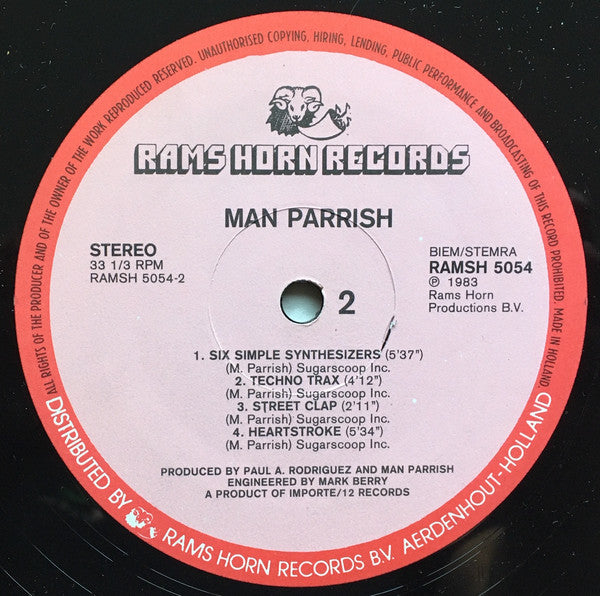 ALL RIGHTS OF THE PRODUCER AND OF THE OWNER OF THE WORK REPRODUCED RESERVED. UNAUTHORISED COPYING, HIRING, LENDING, PUBLIC PERFORMANCE AND BROADCASTING OF THIS RECORD PROHIBITED. MADE IN HOLLAND.
RAMS HORN RECORDS
MAN PARRISH
STEREO
33 1/3 RPM
RAMSH 5054-2
BIEM/STEMRA
RAMSH 5054
℗ 1983
Rams Horn
Productions B.V.
2
1. SIX SIMPLE SYNTHESIZERS (5'37")
(M. Parrish) Sugarscoop Inc.
2. TECHNO TRAX (4'12")
(M. Parrish) Sugarscoop Inc.
3. STREET CLAP (2'11")
(M. Parrish) Sugarscoop Inc.
4. HEARTSTROKE (5'34")
(M. Parrish) Sugarscoop Inc.
PRODUCED BY PAUL A. RODRIGUEZ AND MAN PARRISH
ENGINEERED BY MARK BERRY
A PRODUCT OF IMPORTE/12 RECORDS
DISTRIBUTED BY RAMS HORN RECORDS B.V. AERDENHOUT-HOLLAND